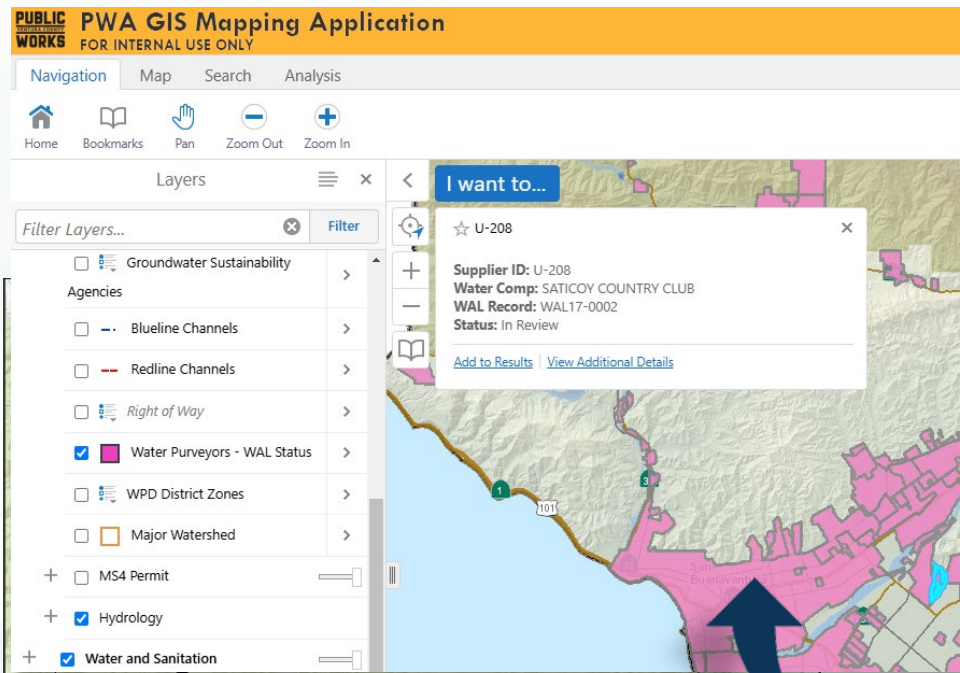 PUBLIC
WORKS
PWA GIS Mapping Application
FOR INTERNAL USE ONLY
Navigation Map Search Analysis
Home Bookmarks Pan Zoom Out Zoom In
Layers
I want to...
Filter Layers... Filter
U-208
Groundwater Sustainability
Agencies
Supplier ID: U-208
Water Comp: SATICOY COUNTRY CLUB
WAL Record: WAL17-0002
Status: In Review
Add to Results View Additional Details
Blueline Channels
Redline Channels
Right of Way
Water Purveyors - WAL Status
WPD District Zones
Major Watershed
MS4 Permit
Hydrology
Water and Sanitation
1
101
San
Buenaventura